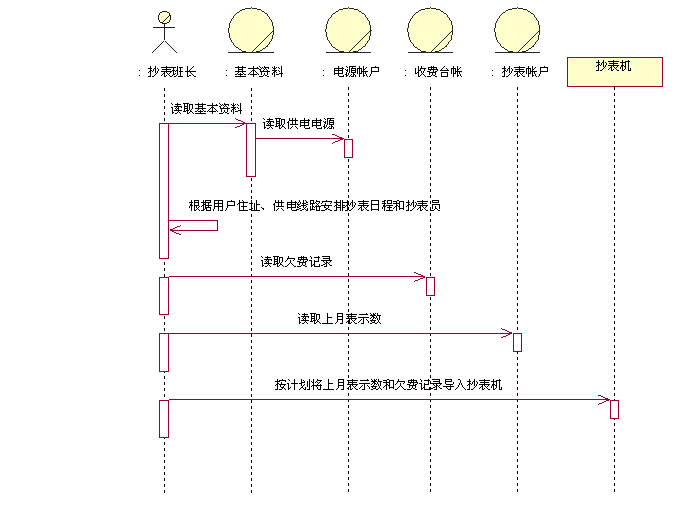 : 抄表班长
: 基本资料
: 电源帐户
: 收费台帐
: 抄表帐户
抄表机
读取基本资料
读取供电电源
根据用户住址、供电线路安排抄表日程和抄表员
读取欠费记录
读取上月表示数
按计划将上月表示数和欠费记录导入抄表机